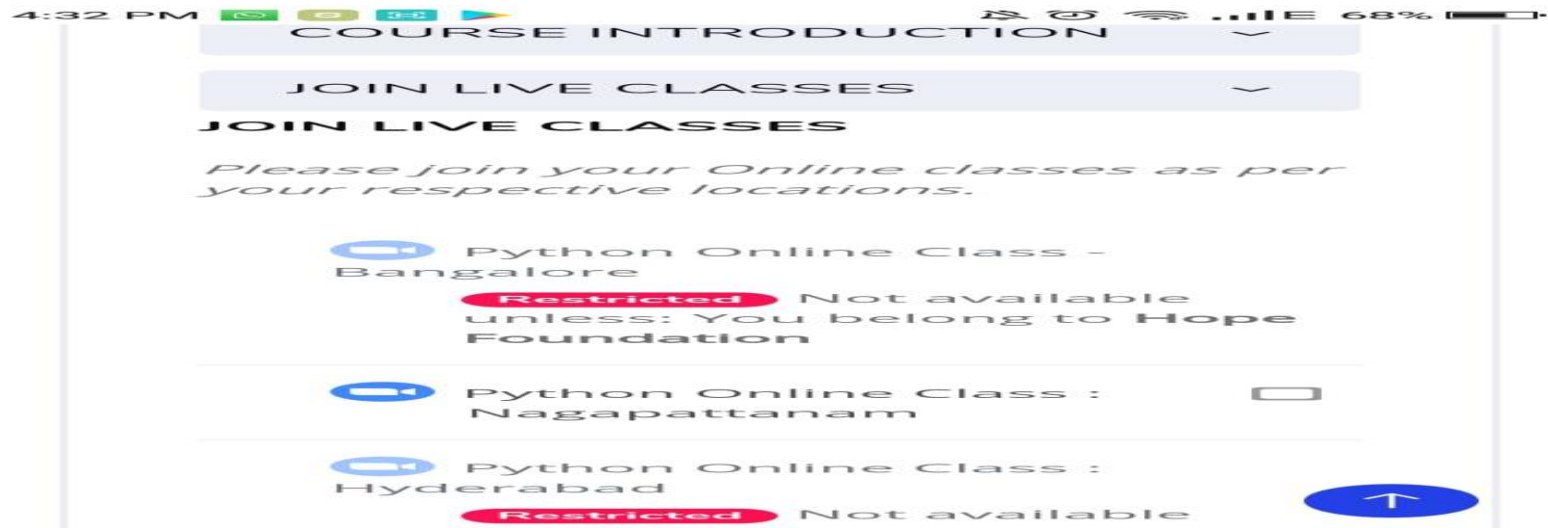 4:32 PM E 68%
COURSE INTRODUCTION
JOIN LIVE CLASSES
JOIN LIVE CLASSES
Please join your Online classes as per
your respective locations.
Python Online Class -
Bangalore
Restricted Not available
unless: You belong to Hope
Foundation
Python Online Class :
Nagapattanam
Python Online Class :
Hyderabad
Restricted Not available